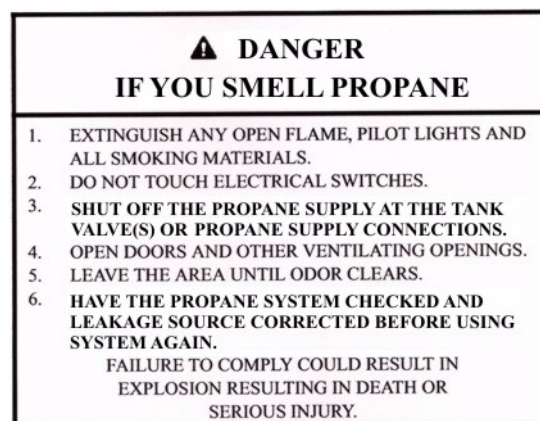 ⚠ DANGER
IF YOU SMELL PROPANE
1. EXTINGUISH ANY OPEN FLAME, PILOT LIGHTS AND
ALL SMOKING MATERIALS.
2. DO NOT TOUCH ELECTRICAL SWITCHES.
3. SHUT OFF THE PROPANE SUPPLY AT THE TANK
VALVE(S) OR PROPANE SUPPLY CONNECTIONS.
4. OPEN DOORS AND OTHER VENTILATING OPENINGS.
5. LEAVE THE AREA UNTIL ODOR CLEARS.
6. HAVE THE PROPANE SYSTEM CHECKED AND
LEAKAGE SOURCE CORRECTED BEFORE USING
SYSTEM AGAIN.
FAILURE TO COMPLY COULD RESULT IN
EXPLOSION RESULTING IN DEATH OR
SERIOUS INJURY.